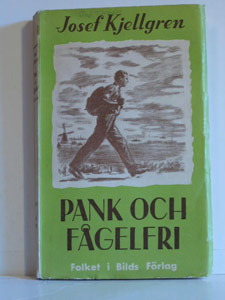 Josef Kjellgren
PANK OCH
FÅGELFRI
Folket i Bilds Förlag